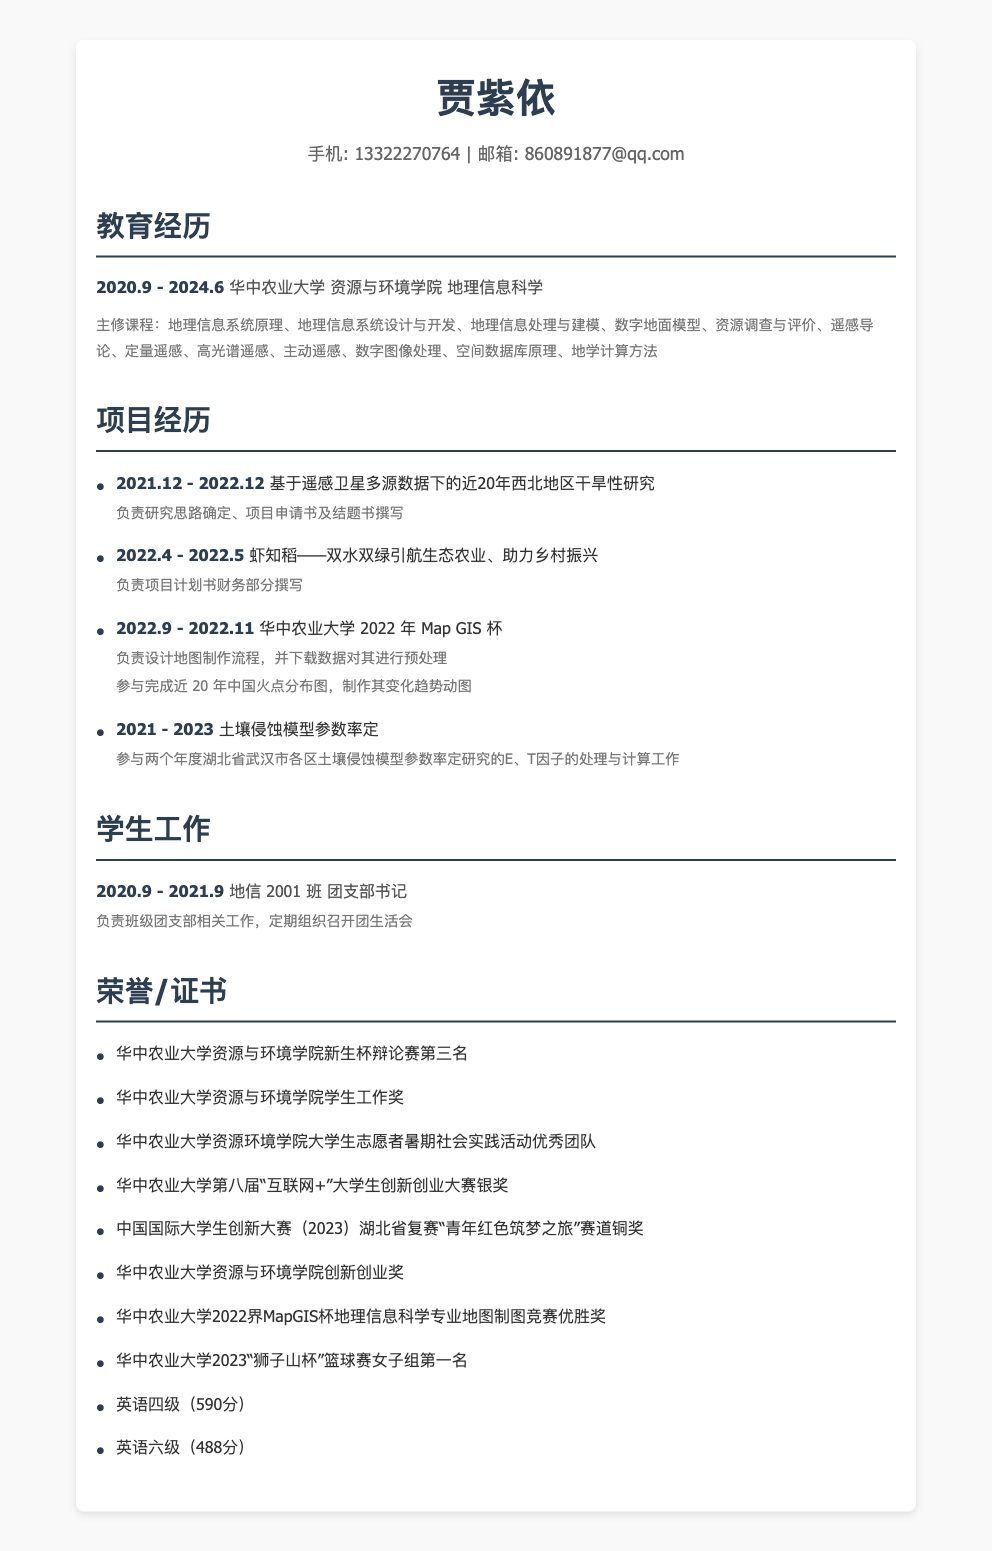 贾紫依
手机: 13322270764 | 邮箱: 860891877@qq.com
教育经历
2020.9 - 2024.6 华中农业大学 资源与环境学院 地理信息科学
主修课程：地理信息系统原理、地理信息系统设计与开发、地理信息处理与建模、数字地面模型、资源调查与评价、遥感导
论、定量遥感、高光谱遥感、主动遥感、数字图像处理、空间数据库原理、地学计算方法
项目经历
• 2021.12 - 2022.12 基于遥感卫星多源数据下的近20年西北地区干旱性研究
负责研究思路确定、项目申请书及结题书撰写
• 2022.4 - 2022.5 虾知稻——双水双绿引航生态农业、助力乡村振兴
负责项目计划书财务部分撰写
• 2022.9 - 2022.11 华中农业大学 2022 年 Map GIS 杯
负责设计地图制作流程，并下载数据对其进行预处理
参与完成近 20 年中国火点分布图，制作其变化趋势动图
• 2021 - 2023 土壤侵蚀模型参数率定
参与两个年度湖北省武汉市各区土壤侵蚀模型参数率定研究的E、T因子的处理与计算工作
学生工作
2020.9 - 2021.9 地信 2001 班 团支部书记
负责班级团支部相关工作，定期组织召开团生活会
荣誉/证书
• 华中农业大学资源与环境学院新生杯辩论赛第三名
• 华中农业大学资源与环境学院学生工作奖
• 华中农业大学资源环境学院大学生志愿者暑期社会实践活动优秀团队
• 华中农业大学第八届“互联网+”大学生创新创业大赛银奖
• 中国国际大学生创新大赛（2023）湖北省复赛“青年红色筑梦之旅”赛道铜奖
• 华中农业大学资源与环境学院创新创业奖
• 华中农业大学2022界MapGIS杯地理信息科学专业地图制图竞赛优胜奖
• 华中农业大学2023“狮子山杯”篮球赛女子组第一名
• 英语四级（590分）
• 英语六级（488分）